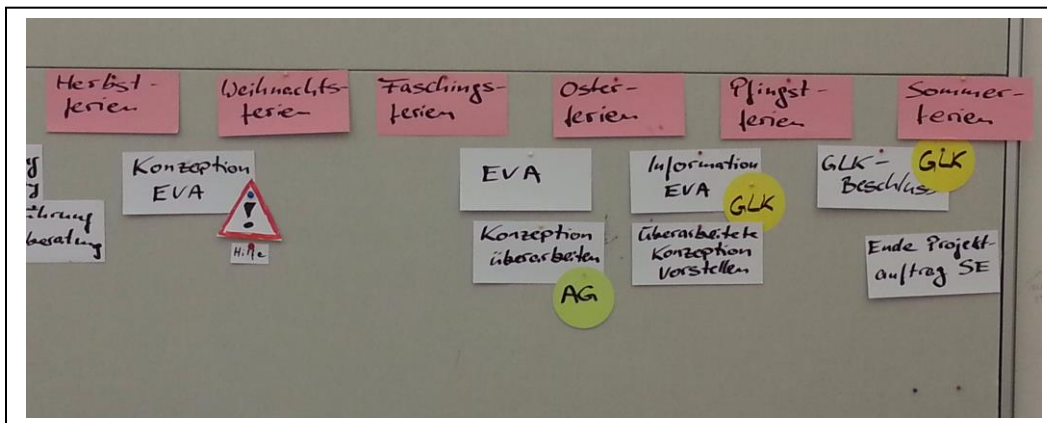 Herbst-
ferien
Weihnachts-
ferien
Faschings-
ferien
Oster-
ferien
Pfingst-
ferien
Sommer-
ferien
beratung
Konzeption
EVA
!
Hilfe
EVA
Konzeption
überarbeiten
AG
Information
EVA
GLK
überarbeitete
Konzeption
vorstellen
GLK-
Beschluss
GLK
Ende Projekt-
auftrag SE